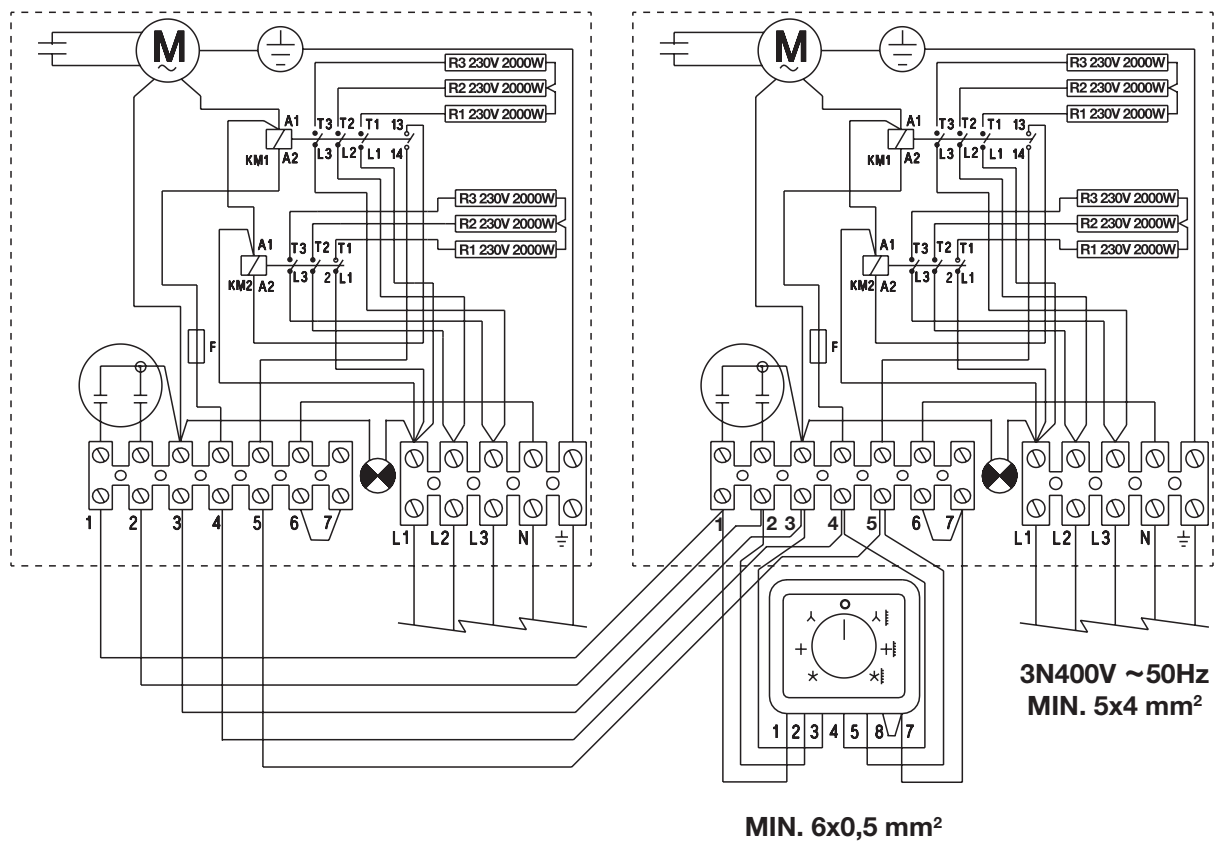 M
~
R3 230V 2000W
R2 230V 2000W
R1 230V 2000W
A1 T3 T2 T1 13
KM1 A2 L3 L2 L1 14
R3 230V 2000W
R2 230V 2000W
R1 230V 2000W
A1 T3 T2 T1
KM2 A2 L3 2 L1
F
1 2 3 4 5 6 7 L1 L2 L3 N
M
~
R3 230V 2000W
R2 230V 2000W
R1 230V 2000W
A1 T3 T2 T1 13
KM1 A2 L3 L2 L1 14
R3 230V 2000W
R2 230V 2000W
R1 230V 2000W
A1 T3 T2 T1
KM2 A2 L3 2 L1
F
1 2 3 4 5 6 7 L1 L2 L3 N
1 2 3 4 5 8 7
3N400V ~50Hz
MIN. 5x4 mm²
MIN. 6x0,5 mm²